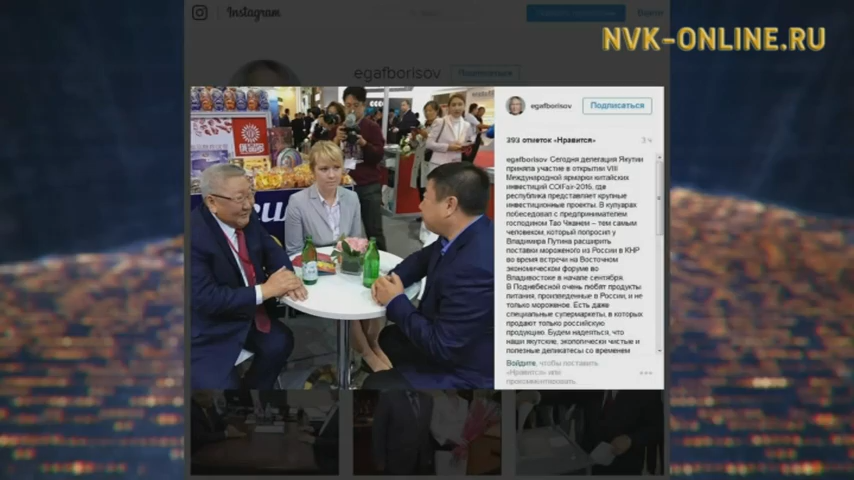 Instagram
NVK-ONLINE.RU
egafborisov
Подписаться
egafborisov
Подписаться
393 отметок «Нравится»
egafborisov Сегодня делегация Якутии
приняла участие в открытии VIII
Международной ярмарки китайских
инвестиций COIFair-2016, где
республика представляет крупные
инвестиционные проекты. В кулуарах
побеседовал с предпринимателем
господином Тао Чжанем – тем самым
человеком, который попросил у
Владимира Путина расширить
поставки мороженого из России в КНР
во время встречи на Восточном
экономическом форуме во
Владивостоке в начале сентября.
В Поднебесной очень любят продукты
питания, произведенные в России, и не
только мороженое. Есть даже
специальные супермаркеты, в которых
продают только российскую
продукцию. Будем надеяться, что
наши якутские, экологически чистые и
полезные деликатесы со временем
Войдите, чтобы поставить
«Нравится» или
прокомментировать.